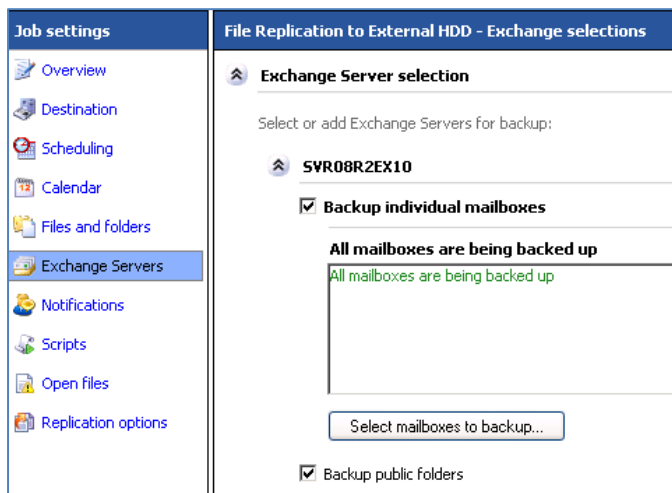 Job settings
Overview
Destination
Scheduling
12
Calendar
Files and folders
Exchange Servers
Notifications
Scripts
Open files
Replication options
File Replication to External HDD - Exchange selections
Exchange Server selection
Select or add Exchange Servers for backup:
SVR08R2EX10
Backup individual mailboxes
All mailboxes are being backed up
All mailboxes are being backed up
Select mailboxes to backup...
Backup public folders